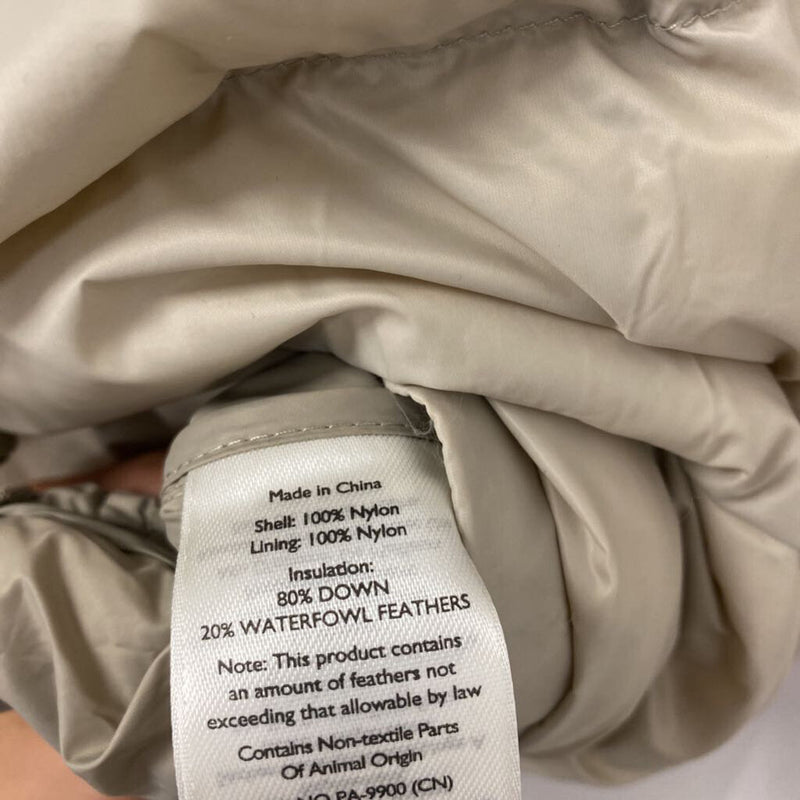 Made in China
Shell: 100% Nylon
Lining: 100% Nylon
Insulation:
80% DOWN
20% WATERFOWL FEATHERS
Note: This product contains
an amount of feathers not
exceeding that allowable by law
Contains Non-textile Parts
Of Animal Origin
NO PA-9900 (CN)